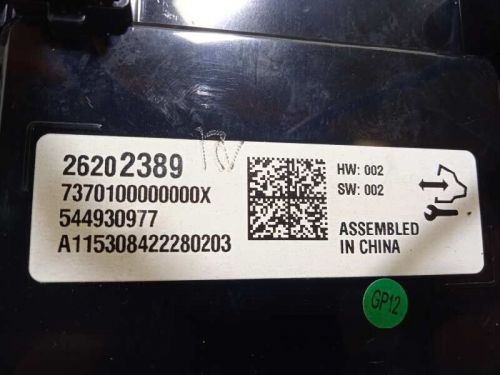 26202389
7370100000000X
544930977
A115308422280203
HW: 002
SW: 002
ASSEMBLED
IN CHINA
GP12